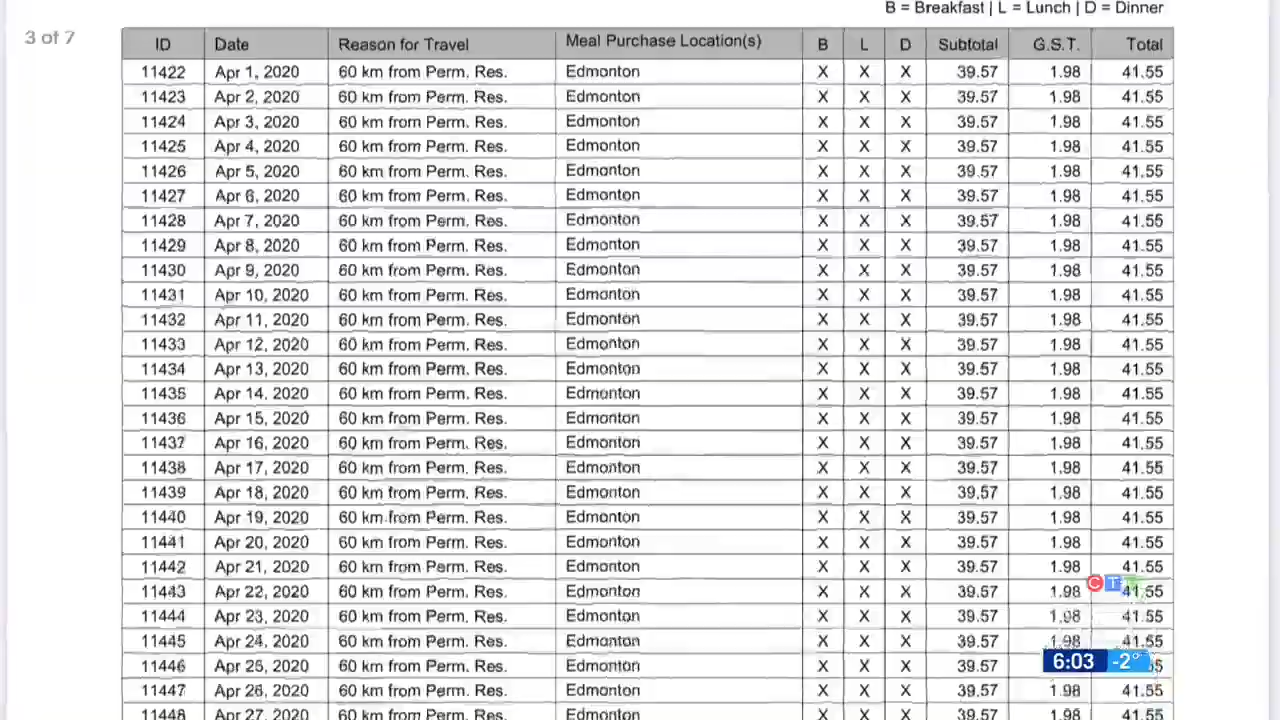 B = Breakfast | L = Lunch | D = Dinner
3 of 7
ID Date Reason for Travel Meal Purchase Location(s) B L D Subtotal G.S.T. Total
11422 Apr 1, 2020 60 km from Perm. Res. Edmonton X X X 39.57 1.98 41.55
11423 Apr 2, 2020 60 km from Perm. Res. Edmonton X X X 39.57 1.98 41.55
11424 Apr 3, 2020 60 km from Perm. Res. Edmonton X X X 39.57 1.98 41.55
11425 Apr 4, 2020 60 km from Perm. Res. Edmonton X X X 39.57 1.98 41.55
11426 Apr 5, 2020 60 km from Perm. Res. Edmonton X X X 39.57 1.98 41.55
11427 Apr 6, 2020 60 km from Perm. Res. Edmonton X X X 39.57 1.98 41.55
11428 Apr 7, 2020 60 km from Perm. Res. Edmonton X X X 39.57 1.98 41.55
11429 Apr 8, 2020 60 km from Perm. Res. Edmonton X X X 39.57 1.98 41.55
11430 Apr 9, 2020 60 km from Perm. Res. Edmonton X X X 39.57 1.98 41.55
11431 Apr 10, 2020 60 km from Perm. Res. Edmonton X X X 39.57 1.98 41.55
11432 Apr 11, 2020 60 km from Perm. Res. Edmonton X X X 39.57 1.98 41.55
11433 Apr 12, 2020 60 km from Perm. Res. Edmonton X X X 39.57 1.98 41.55
11434 Apr 13, 2020 60 km from Perm. Res. Edmonton X X X 39.57 1.98 41.55
11435 Apr 14, 2020 60 km from Perm. Res. Edmonton X X X 39.57 1.98 41.55
11436 Apr 15, 2020 60 km from Perm. Res. Edmonton X X X 39.57 1.98 41.55
11437 Apr 16, 2020 60 km from Perm. Res. Edmonton X X X 39.57 1.98 41.55
11438 Apr 17, 2020 60 km from Perm. Res. Edmonton X X X 39.57 1.98 41.55
11439 Apr 18, 2020 60 km from Perm. Res. Edmonton X X X 39.57 1.98 41.55
11440 Apr 19, 2020 60 km from Perm. Res. Edmonton X X X 39.57 1.98 41.55
11441 Apr 20, 2020 60 km from Perm. Res. Edmonton X X X 39.57 1.98 41.55
11442 Apr 21, 2020 60 km from Perm. Res. Edmonton X X X 39.57 1.98 41.55
11443 Apr 22, 2020 60 km from Perm. Res. Edmonton X X X 39.57 1.98 41.55
11444 Apr 23, 2020 60 km from Perm. Res. Edmonton X X X 39.57 1.98 41.55
11445 Apr 24, 2020 60 km from Perm. Res. Edmonton X X X 39.57 1.98 41.55
11446 Apr 25, 2020 60 km from Perm. Res. Edmonton X X X 39.57
6:03 -2°
11447 Apr 26, 2020 60 km from Perm. Res. Edmonton X X X 39.57 1.98 41.55
11448 Apr 27, 2020 60 km from Perm. Res. Edmonton X X X 39.57 1.98 41.55